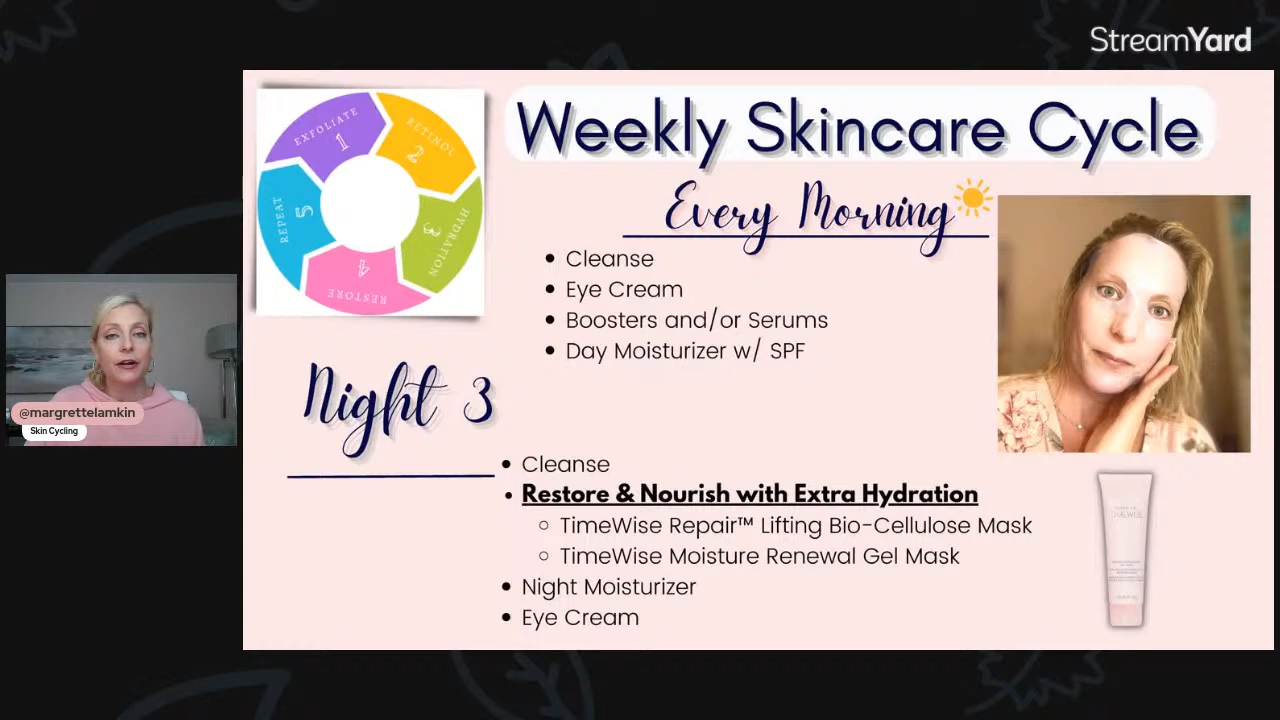 StreamYard
EXFOLIATE
1
RETINOL
2
HYDRATION
3
RESTORE
4
REPEAT
5
Weekly Skincare Cycle
Every Morning
• Cleanse
• Eye Cream
• Boosters and/or Serums
• Day Moisturizer w/ SPF
Night 3
• Cleanse
• Restore & Nourish with Extra Hydration
○ TimeWise Repair™ Lifting Bio-Cellulose Mask
○ TimeWise Moisture Renewal Gel Mask
• Night Moisturizer
• Eye Cream
@margrettelamkin
Skin Cycling
TIMEWISE